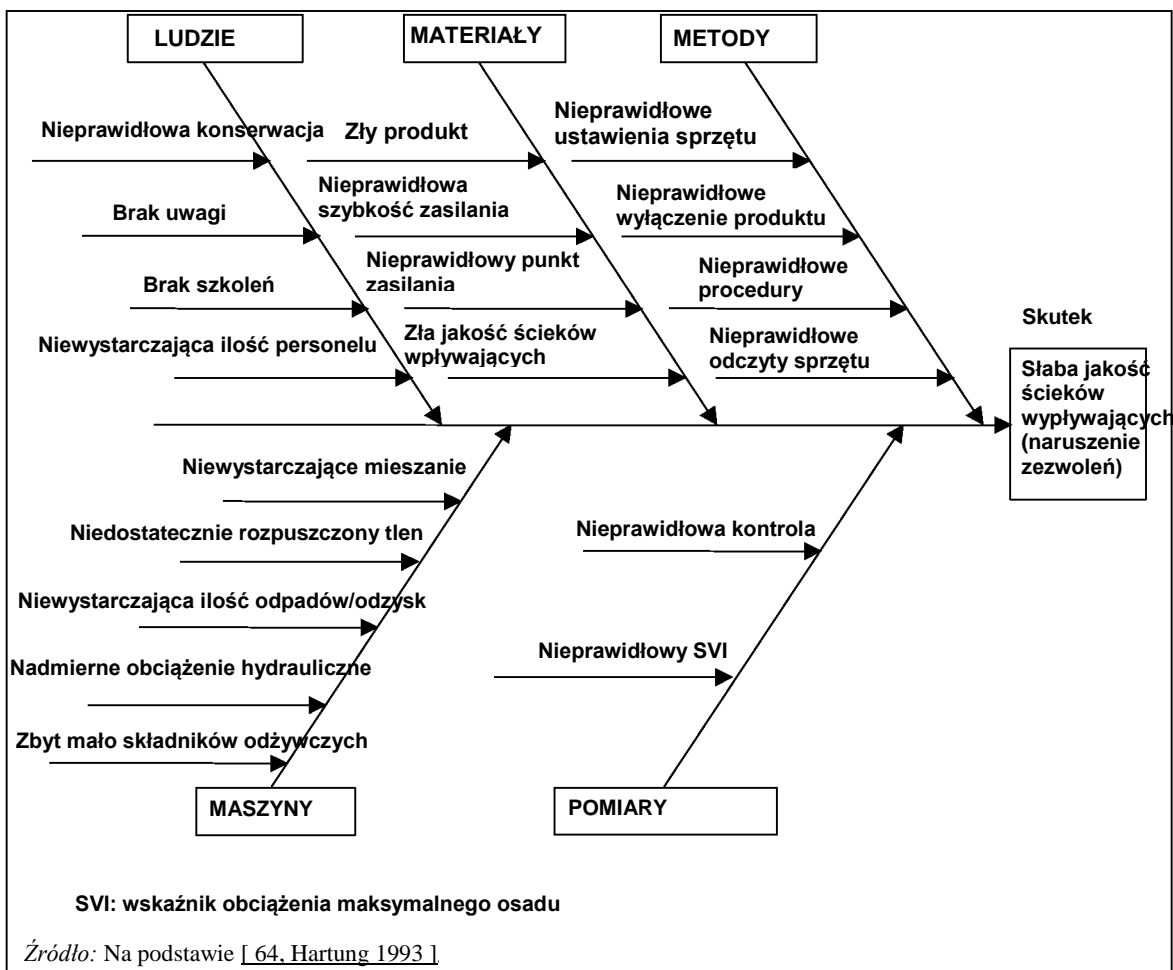 LUDZIE
MATERIAŁY
METODY
Nieprawidłowa konserwacja
Brak uwagi
Brak szkoleń
Niewystarczająca ilość personelu
Zły produkt
Nieprawidłowa
szybkość zasilania
Nieprawidłowy punkt
zasilania
Zła jakość ścieków
wpływających
Nieprawidłowe
ustawienia sprzętu
Nieprawidłowe
wyłączenie produktu
Nieprawidłowe
procedury
Nieprawidłowe
odczyty sprzętu
Skutek
Słaba jakość
ścieków
wypływających
(naruszenie
zezwoleń)
Niewystarczające mieszanie
Niedostatecznie rozpuszczony tlen
Niewystarczająca ilość odpadów/odzysk
Nadmierne obciążenie hydrauliczne
Zbyt mało składników odżywczych
MASZYNY
Nieprawidłowa kontrola
Nieprawidłowy SVI
POMIARY
SVI: wskaźnik obciążenia maksymalnego osadu
Źródło: Na podstawie [ 64, Hartung 1993 ]